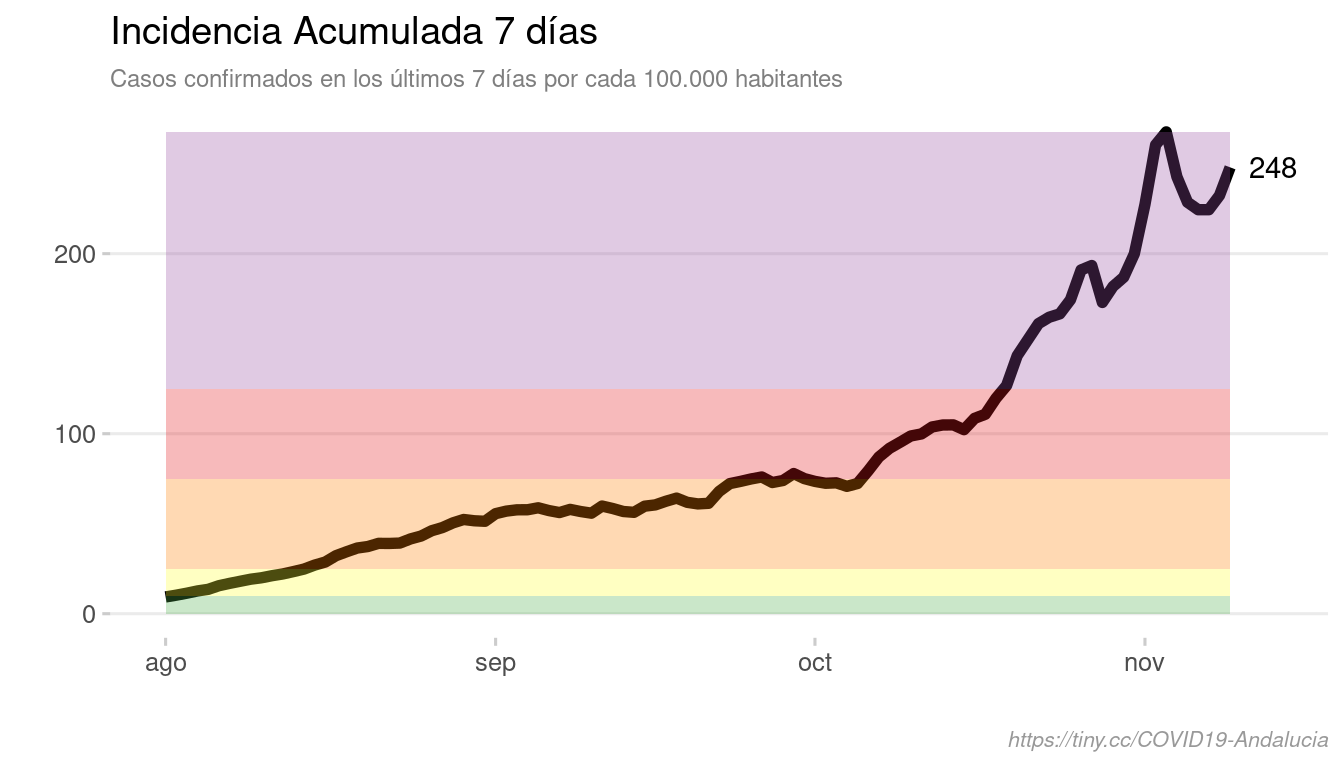 Incidencia Acumulada 7 días
Casos confirmados en los últimos 7 días por cada 100.000 habitantes
248
200
100
0
ago sep oct nov
https://tiny.cc/COVID19-Andalucia